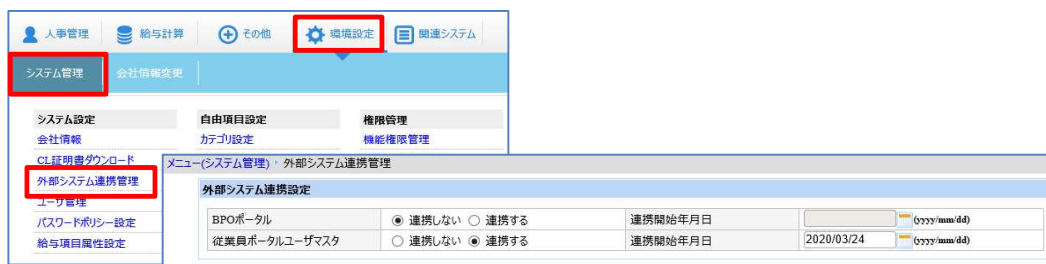 人事管理 給与計算 その他 環境設定 関連システム
システム管理 会社情報変更
システム設定 自由項目設定 権限管理
会社情報 カテゴリ設定 機能権限管理
CL証明書ダウンロード
外部システム連携管理
ユーザ管理
パスワードポリシー設定
給与項目属性設定
メニュー(システム管理) › 外部システム連携管理
外部システム連携設定
BPOポータル 連携しない 連携する 連携開始年月日 (yyyy/mm/dd)
従業員ポータルユーザマスタ 連携しない 連携する 連携開始年月日 2020/03/24 (yyyy/mm/dd)